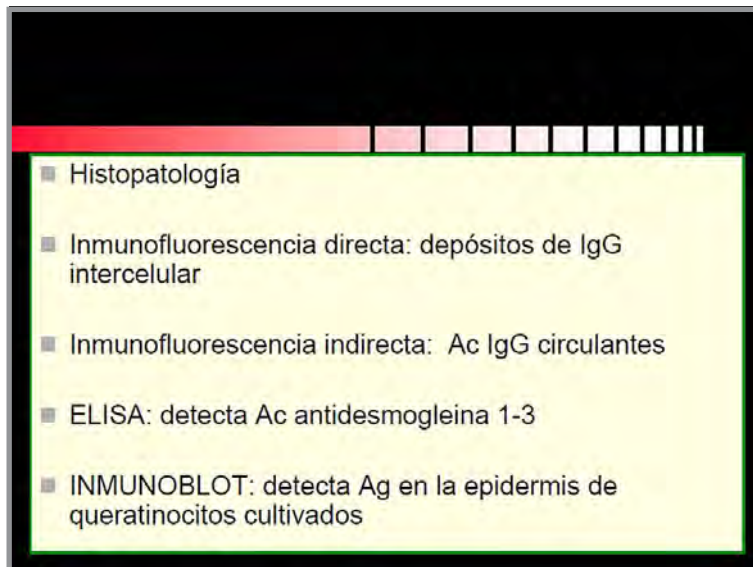 Histopatología
Inmunofluorescencia directa: depósitos de IgG
intercelular
Inmunofluorescencia indirecta: Ac IgG circulantes
ELISA: detecta Ac antidesmogleina 1-3
INMUNOBLOT: detecta Ag en la epidermis de
queratinocitos cultivados